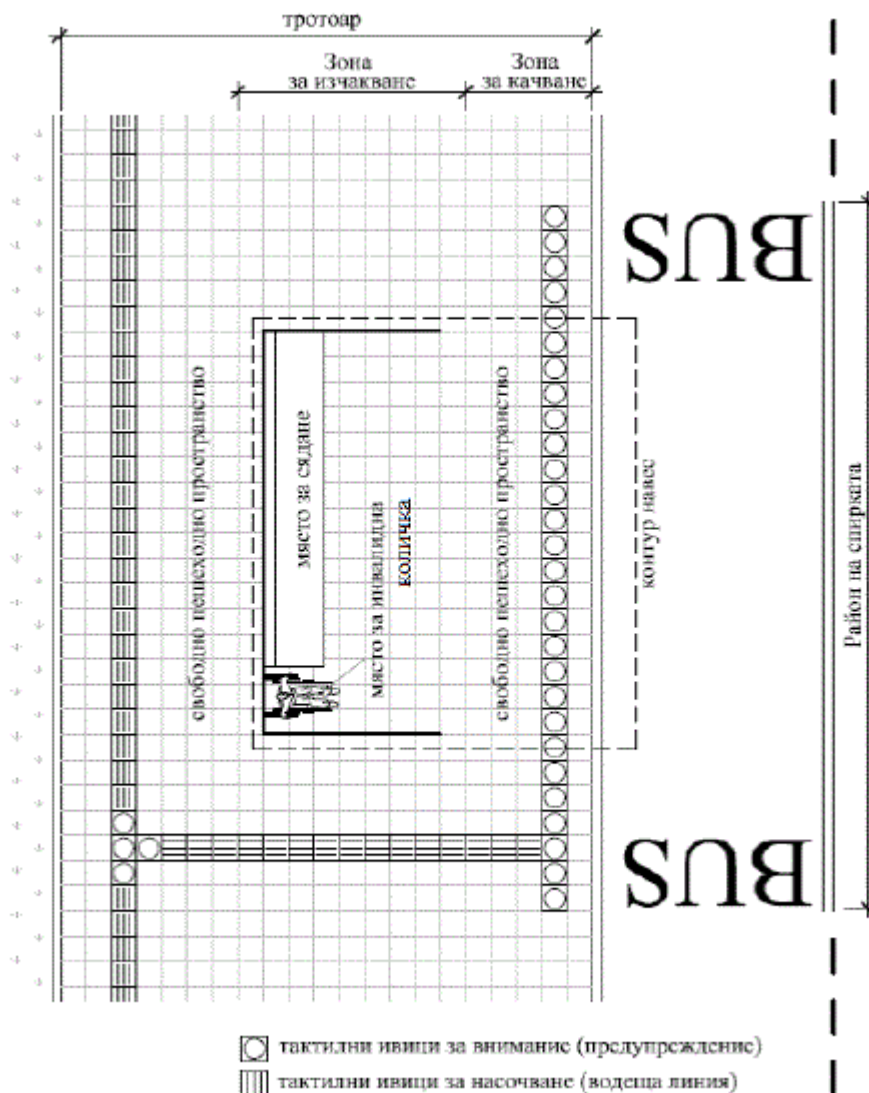 тротоар
Зона
за изчакване
Зона
за качване
BUS
свободно пешеходно пространство
място за сядане
място за инвалидна
количка
свободно пешеходно пространство
контур навес
Район на спирката
BUS
тактилни ивици за внимание (предупреждение)
тактилни ивици за насочване (водеща линия)